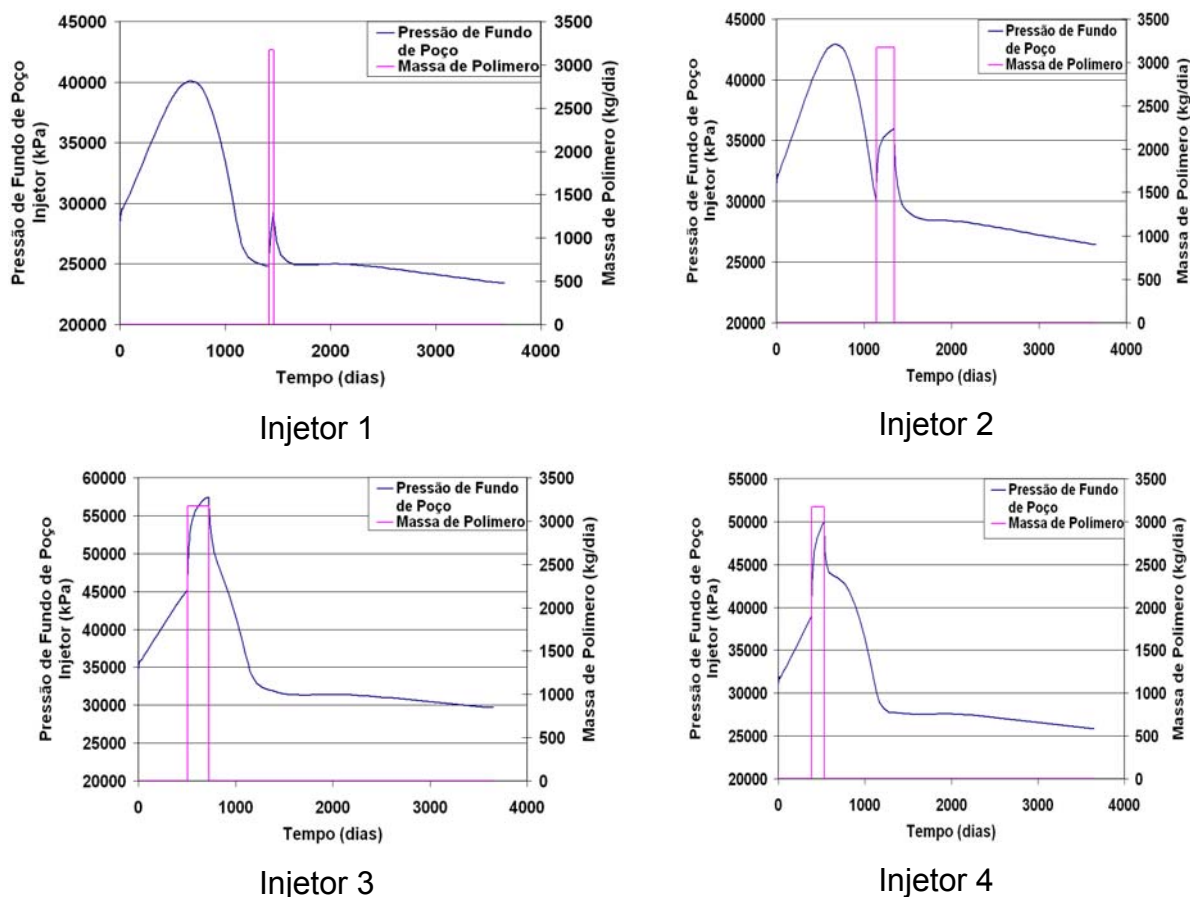 45000
40000
35000
30000
25000
20000
Pressão de Fundo de Poço
Injetor (kPa)
0
1000
2000
3000
4000
Tempo (dias)
3500
3000
2500
2000
1500
1000
500
0
Massa de Polimero (kg/dia)
Pressão de Fundo
de Poço
Massa de Polimero
Injetor 1
45000
40000
35000
30000
25000
20000
Pressão de Fundo de Poço
Injetor (kPa)
0
1000
2000
3000
4000
Tempo (dias)
3500
3000
2500
2000
1500
1000
500
0
Massa de Polimero (kg/dia)
Pressão de Fundo
de Poço
Massa de Polimero
Injetor 2
60000
55000
50000
45000
40000
35000
30000
25000
20000
Pressão de Fundo de Poço
Injetor (kPa)
0
1000
2000
3000
4000
Tempo (dias)
3500
3000
2500
2000
1500
1000
500
0
Massa de Polimero (kg/dia)
Pressão de Fundo
de Poço
Massa de Polimero
Injetor 3
55000
50000
45000
40000
35000
30000
25000
20000
Pressão de Fundo de Poço
Injetor (kPa)
0
1000
2000
3000
4000
Tempo (dias)
3500
3000
2500
2000
1500
1000
500
0
Massa de Polimero (kg/dia)
Pressão de Fundo
de Poço
Massa de Polimero
Injetor 4